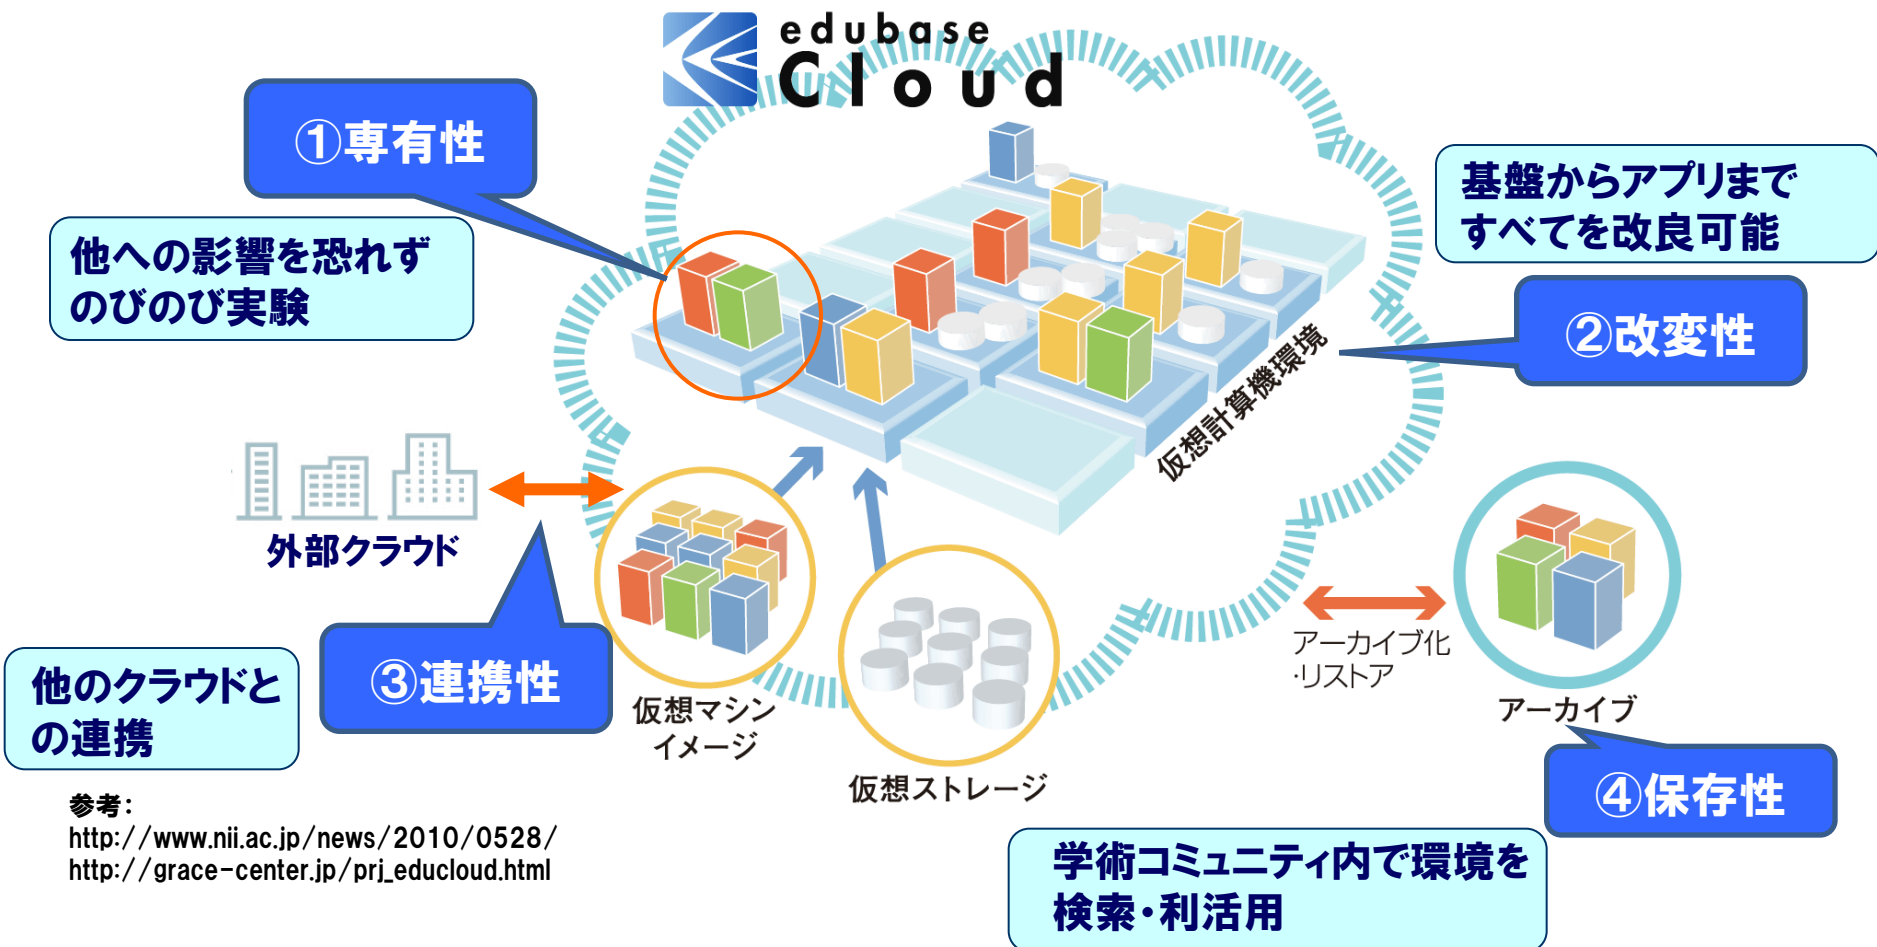 edubase
Cloud
①専有性
他への影響を恐れず
のびのび実験
基盤からアプリまで
すべてを改良可能
②改変性
仮想計算機環境
外部クラウド
③連携性
他のクラウドと
の連携
仮想マシン
イメージ
仮想ストレージ
アーカイブ化
・リストア
アーカイブ
④保存性
学術コミュニティ内で環境を
検索・利活用
参考：
http://www.nii.ac.jp/news/2010/0528/
http://grace-center.jp/prj_educloud.html